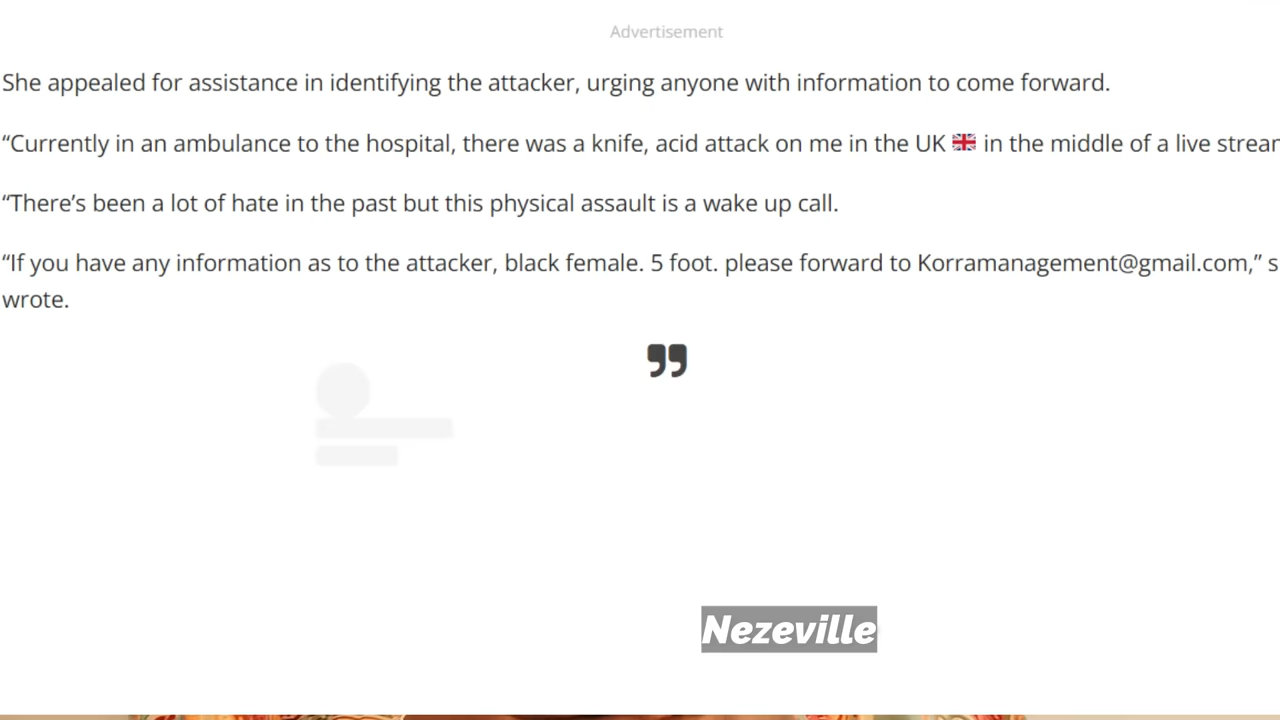 Advertisement
She appealed for assistance in identifying the attacker, urging anyone with information to come forward.
“Currently in an ambulance to the hospital, there was a knife, acid attack on me in the UK 🇬🇧 in the middle of a live
“There’s been a lot of hate in the past but this physical assault is a wake up call.
“If you have any information as to the attacker, black female. 5 foot. please forward to Korramanagement@gmail.com,”
wrote.
”
Nezeville